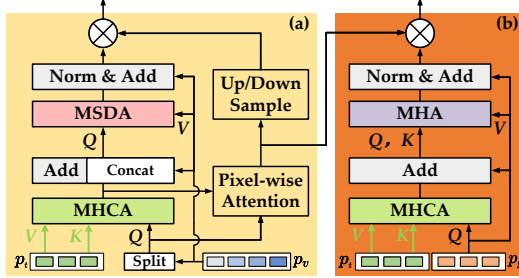 (a)
Norm & Add
MSDA
V
Q
Add
Concat
MHCA
V
K
Q
p_t
Split
p_v
Up/Down
Sample
Pixel-wise
Attention
(b)
Norm & Add
MHA
V
Q, K
Add
MHCA
V
K
Q
p_t